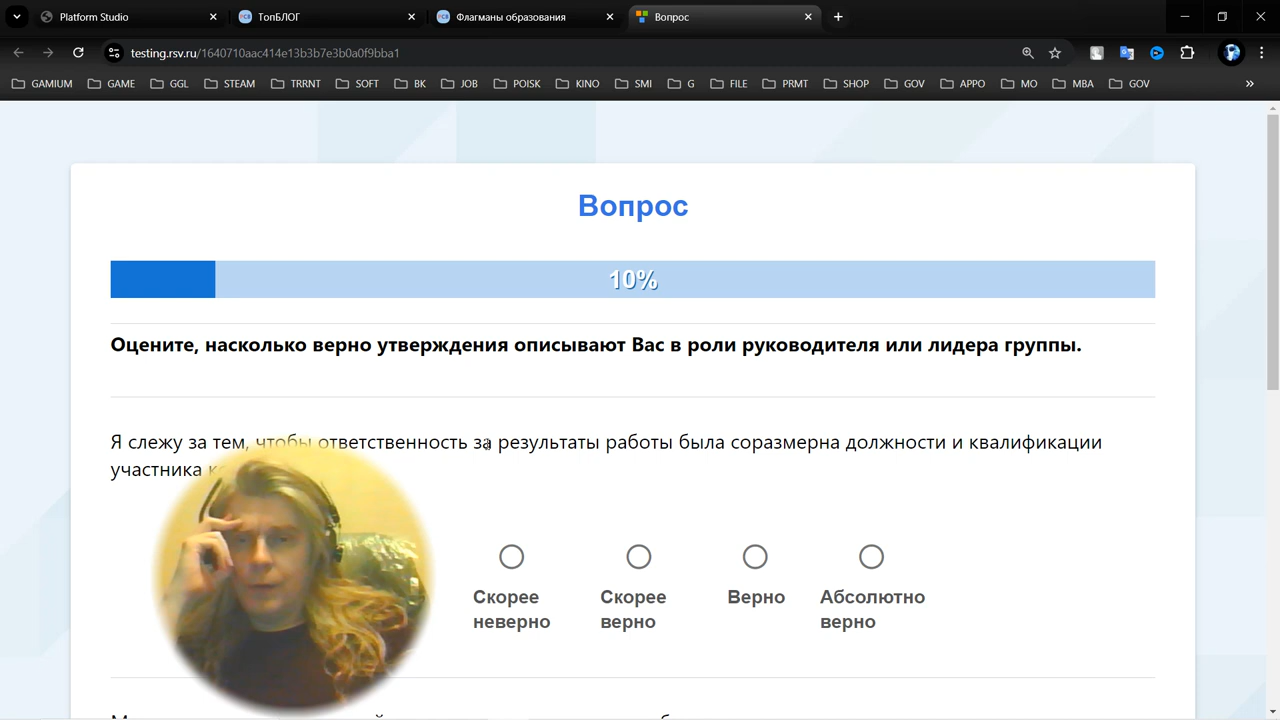 Platform Studio
ТопБЛОГ
Флагманы образования
Вопрос
testing.rsv.ru/1640710aac414e13b3b7e3b0a0f9bba1
GAMIUM GAME GGL STEAM TRRNT SOFT BK JOB POISK KINO SMI G FILE PRMT SHOP GOV APPO MO MBA GOV
Вопрос
10%
Оцените, насколько верно утверждения описывают Вас в роли руководителя или лидера группы.
Я слежу за тем, чтобы ответственность за результаты работы была соразмерна должности и квалификации
участника
Скорее неверно
Скорее верно
Верно
Абсолютно верно